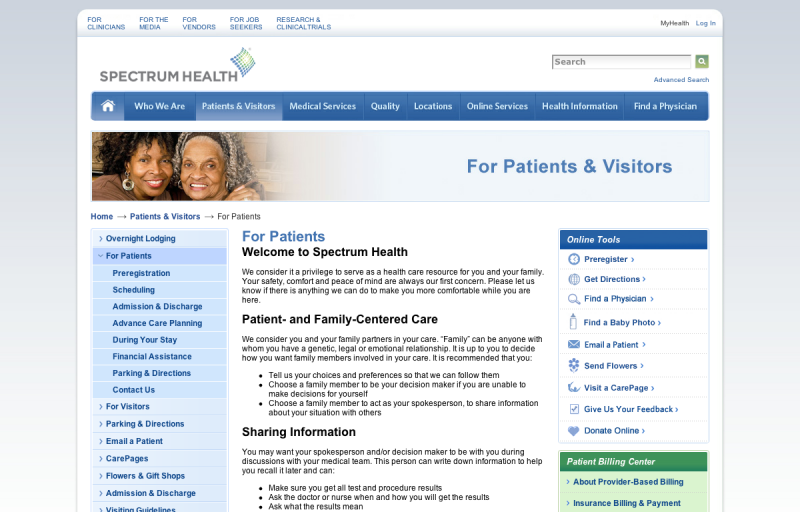 FOR CLINICIANS
FOR THE MEDIA
FOR VENDORS
FOR JOB SEEKERS
RESEARCH & CLINICALTRIALS
MyHealth Log In
SPECTRUM HEALTH
Search
Advanced Search
Who We Are
Patients & Visitors
Medical Services
Quality
Locations
Online Services
Health Information
Find a Physician
For Patients & Visitors
Home → Patients & Visitors → For Patients
Overnight Lodging
For Patients
Preregistration
Scheduling
Admission & Discharge
Advance Care Planning
During Your Stay
Financial Assistance
Parking & Directions
Contact Us
For Visitors
Parking & Directions
Email a Patient
CarePages
Flowers & Gift Shops
Admission & Discharge
Visiting Guidelines
For Patients
Welcome to Spectrum Health
We consider it a privilege to serve as a health care resource for you and your family.
Your safety, comfort and peace of mind are always our first concern. Please let us
know if there is anything we can do to make you more comfortable while you are
here.
Patient- and Family-Centered Care
We consider you and your family partners in your care. "Family" can be anyone with
whom you have a genetic, legal or emotional relationship. It is up to you to decide
how you want family members involved in your care. It is recommended that you:
• Tell us your choices and preferences so that we can follow them
• Choose a family member to be your decision maker if you are unable to
make decisions for yourself
• Choose a family member to act as your spokesperson, to share information
about your situation with others
Sharing Information
You may want your spokesperson and/or decision maker to be with you during
discussions with your medical team. This person can write down information to help
you recall it later and can:
• Make sure you get all test and procedure results
• Ask the doctor or nurse when and how you will get the results
• Ask what the results mean
Online Tools
Preregister ›
Get Directions ›
Find a Physician ›
Find a Baby Photo ›
Email a Patient ›
Send Flowers ›
Visit a CarePage ›
Give Us Your Feedback ›
Donate Online ›
Patient Billing Center
› About Provider-Based Billing
› Insurance Billing & Payment